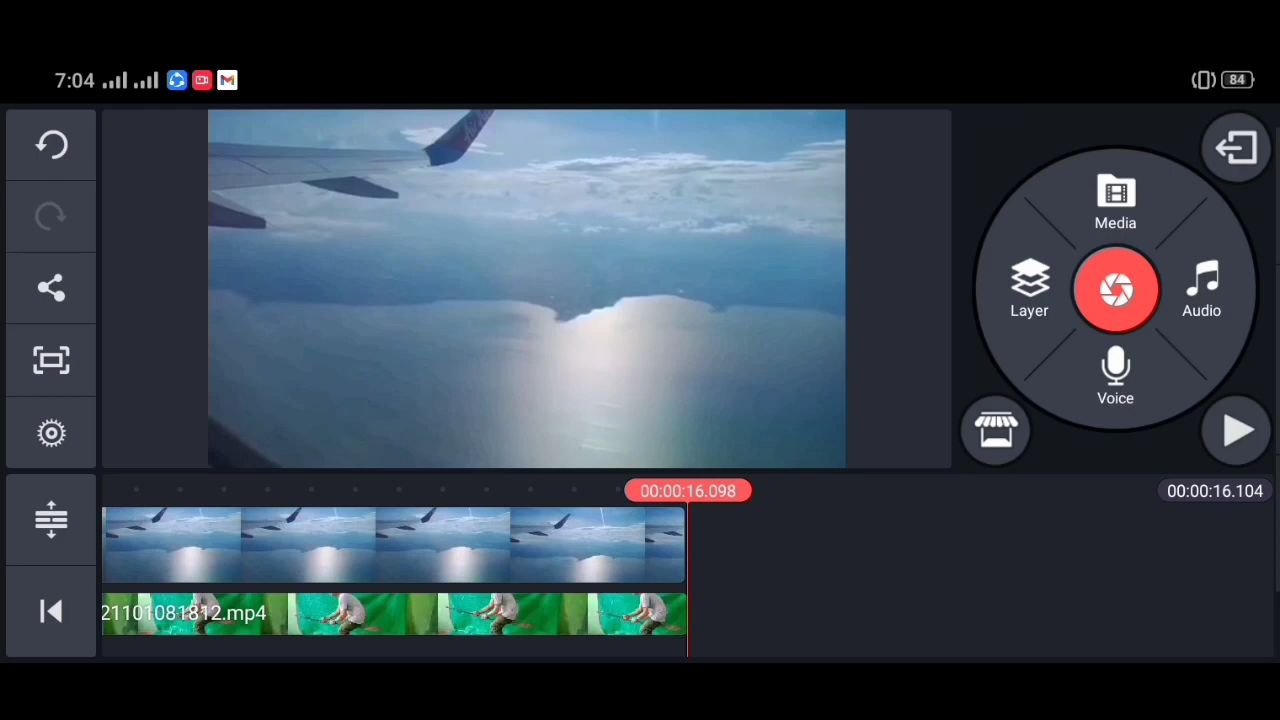 7:04
84
Media
Layer
Audio
Voice
00:00:16.098
00:00:16.104
21101081812.mp4